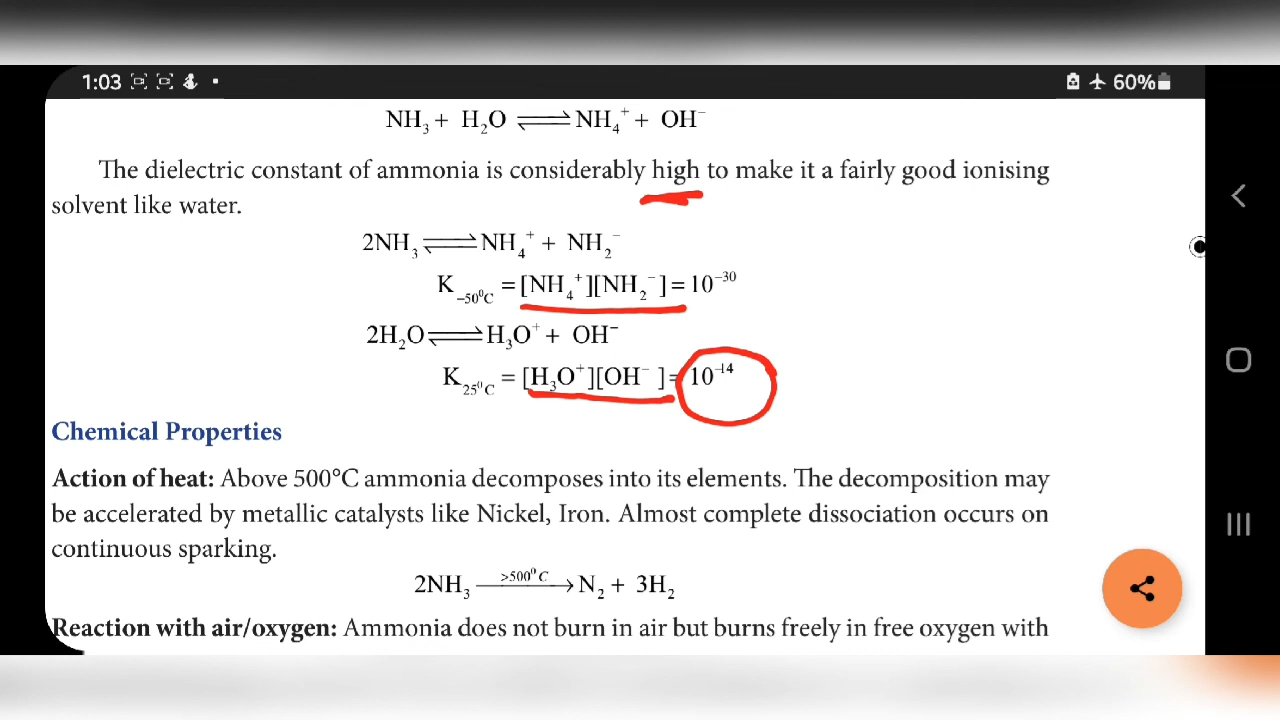 1:03
60%
NH₃ + H₂O ⇌ NH₄⁺ + OH⁻
The dielectric constant of ammonia is considerably high to make it a fairly good ionising
solvent like water.
2NH₃ ⇌ NH₄⁺ + NH₂⁻
K₋₅₀⁰C = [NH₄⁺][NH₂⁻] = 10⁻³⁰
2H₂O ⇌ H₃O⁺ + OH⁻
K₂₅⁰C = [H₃O⁺][OH⁻] = 10⁻¹⁴
Chemical Properties
Action of heat: Above 500°C ammonia decomposes into its elements. The decomposition may
be accelerated by metallic catalysts like Nickel, Iron. Almost complete dissociation occurs on
continuous sparking.
2NH₃ >500⁰C → N₂ + 3H₂
Reaction with air/oxygen: Ammonia does not burn in air but burns freely in free oxygen with